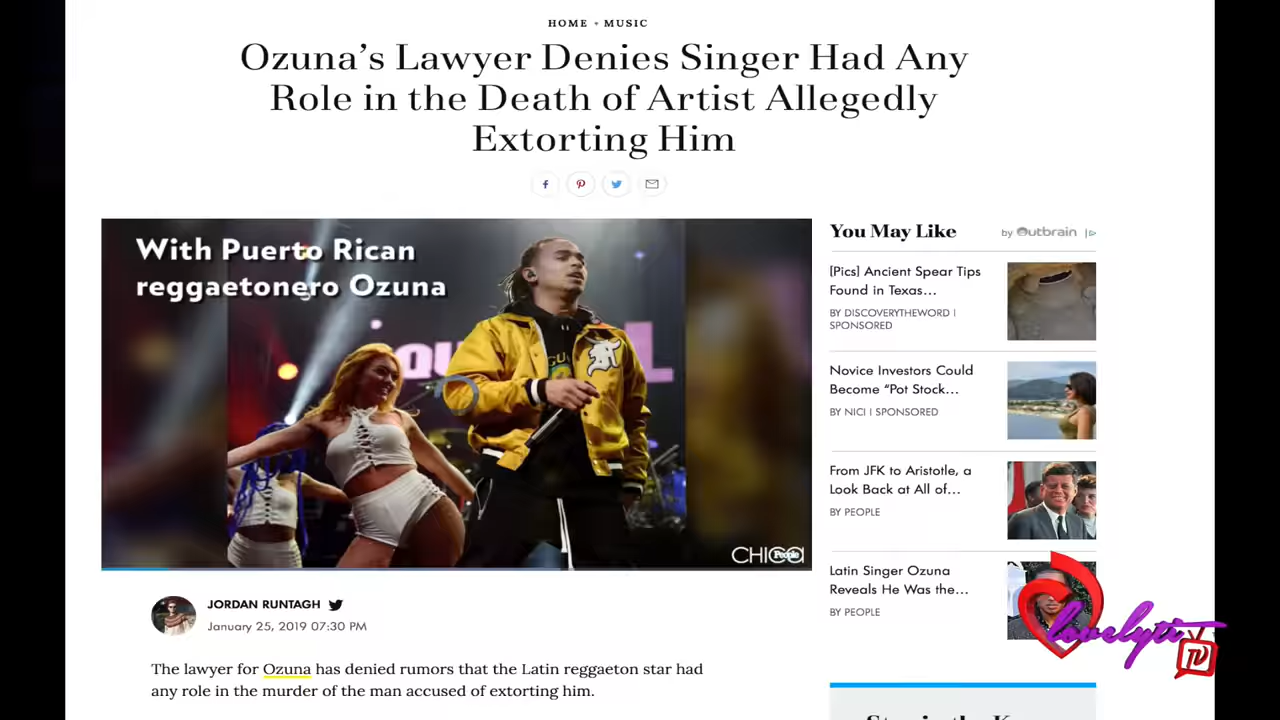 HOME + MUSIC
Ozuna's Lawyer Denies Singer Had Any
Role in the Death of Artist Allegedly
Extorting Him
With Puerto Rican
reggaetonero Ozuna
CHICA
People
JORDAN RUNTAGH
January 25, 2019 07:30 PM
The lawyer for Ozuna has denied rumors that the Latin reggaeton star had
any role in the murder of the man accused of extorting him.
You May Like
by Outbrain
[Pics] Ancient Spear Tips
Found in Texas...
BY DISCOVERYTHEWORD |
SPONSORED
Novice Investors Could
Become “Pot Stock...
BY NICI | SPONSORED
From JFK to Aristotle, a
Look Back at All of...
BY PEOPLE
Latin Singer Ozuna
Reveals He Was the...
BY PEOPLE
lovelyti
TV